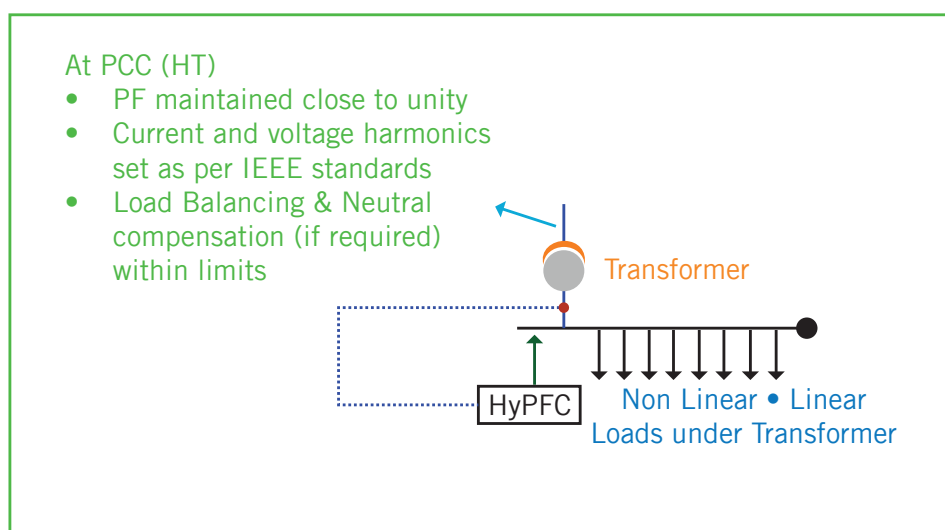 At PCC (HT)
• PF maintained close to unity
• Current and voltage harmonics
set as per IEEE standards
• Load Balancing & Neutral
compensation (if required)
within limits
Transformer
HyPFC
Non Linear • Linear
Loads under Transformer